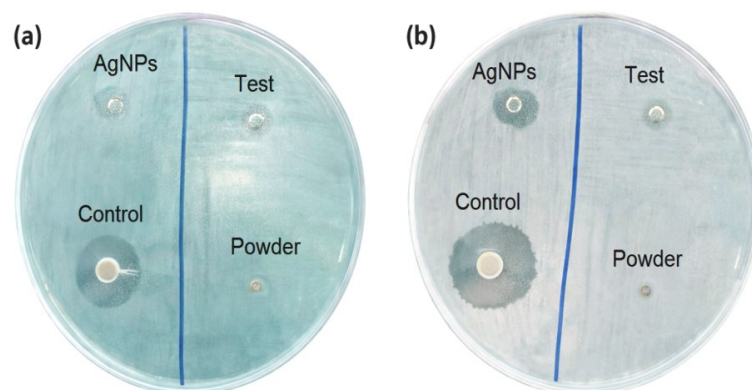 (a)
AgNPs
Test
Control
Powder
(b)
AgNPs
Test
Control
Powder